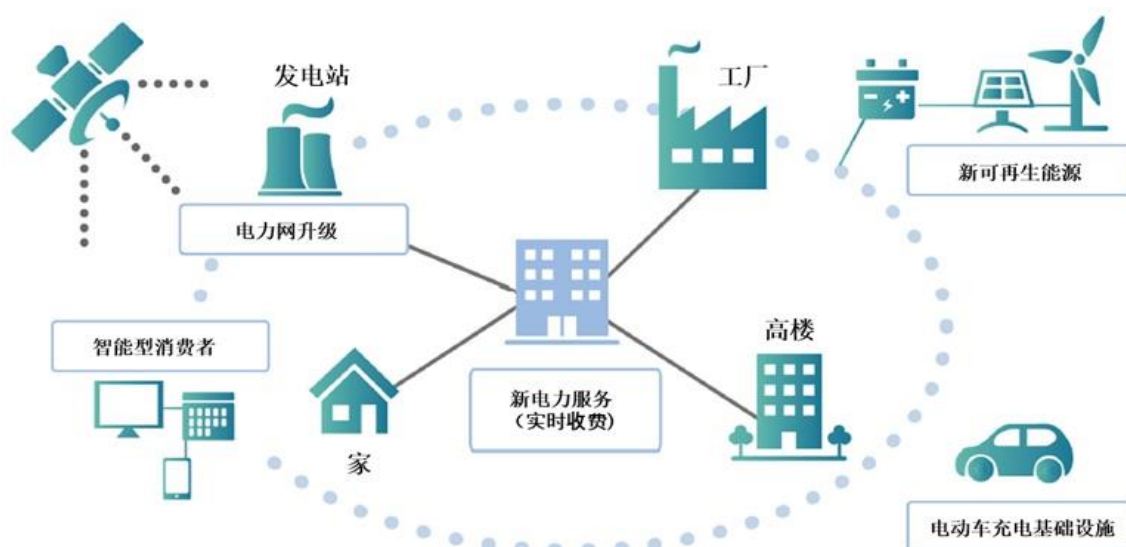 发电站
工厂
新可再生能源
电力网升级
智能型消费者
高楼
新电力服务
（实时收费)
家
电动车充电基础设施